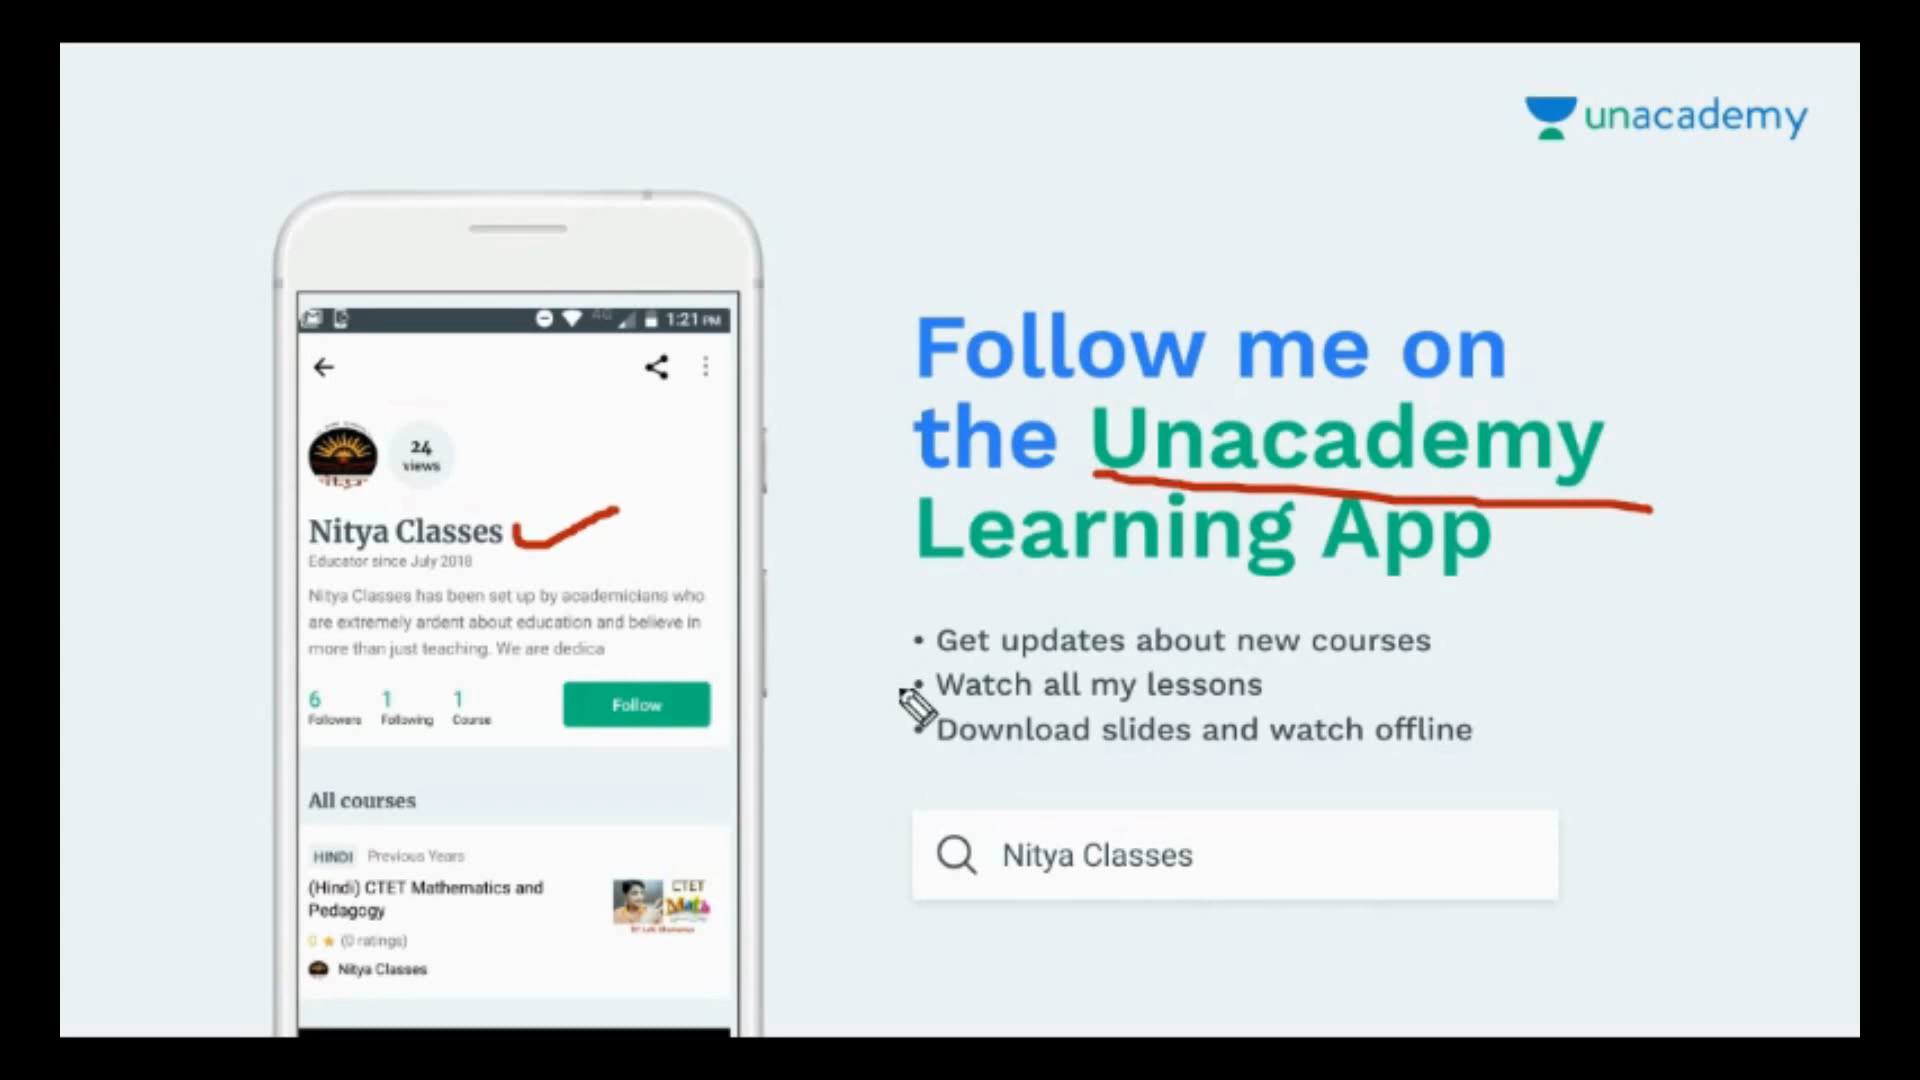 unacademy
1:21 PM
24
views
Nitya Classes
Educator since July 2018
Nitya Classes has been set up by academicians who
are extremely ardent about education and believe in
more than just teaching. We are dedica
6 1 1
Followers Following Course
Follow
All courses
HINDI Previous Years
(Hindi) CTET Mathematics and
Pedagogy
CTET
0 ★ (0 ratings)
Nitya Classes
Follow me on
the Unacademy
Learning App
• Get updates about new courses
• Watch all my lessons
• Download slides and watch offline
Nitya Classes